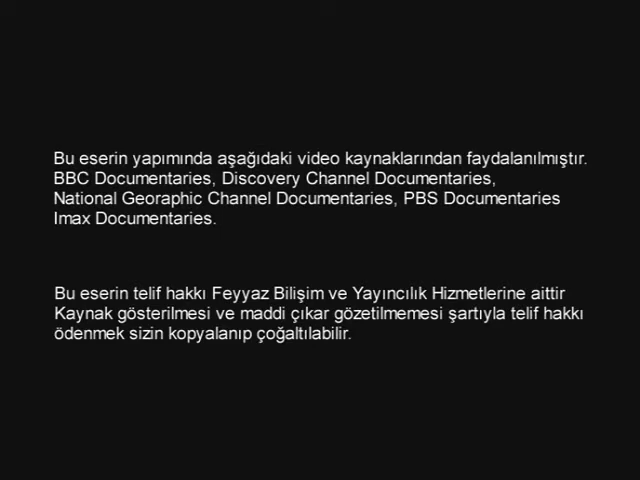 Bu eserin yapımında aşağıdaki video kaynaklarından faydalanılmıştır.
BBC Documentaries, Discovery Channel Documentaries,
National Georaphic Channel Documentaries, PBS Documentaries
Imax Documentaries.
Bu eserin telif hakkı Feyyaz Bilişim ve Yayıncılık Hizmetlerine aittir
Kaynak gösterilmesi ve maddi çıkar gözetilmemesi şartıyla telif hakkı
ödenmek sizin kopyalanıp çoğaltılabilir.